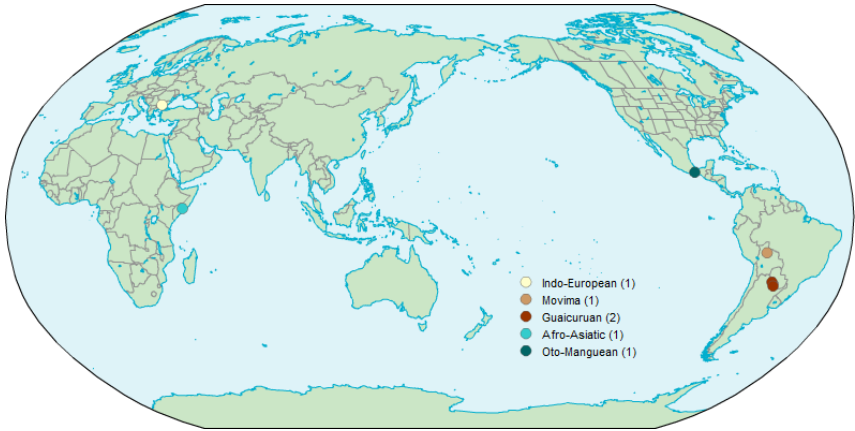 Indo-European (1)
Movima (1)
Guaicuruan (2)
Afro-Asiatic (1)
Oto-Manguean (1)